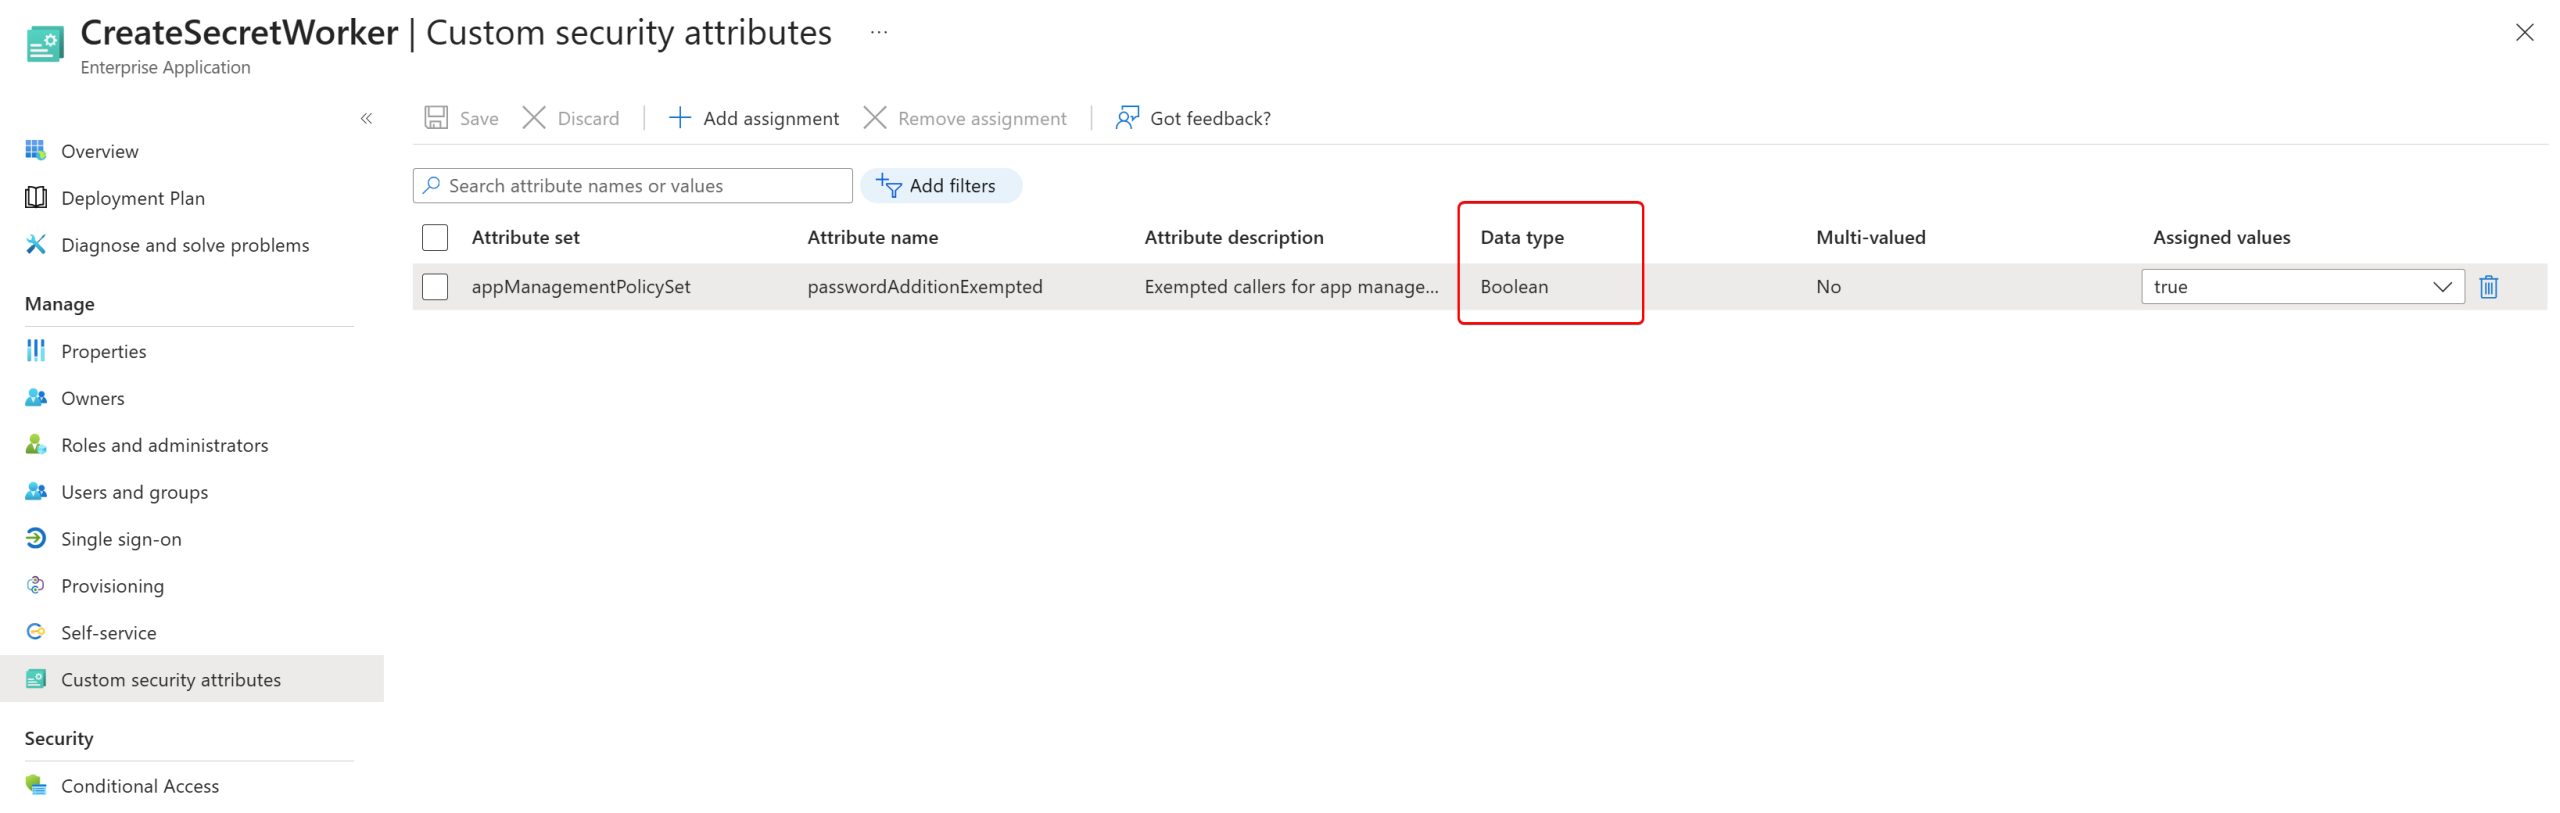 CreateSecretWorker | Custom security attributes ...
Enterprise Application
Save Discard Add assignment Remove assignment Got feedback?
Overview
Deployment Plan
Diagnose and solve problems
Manage
Properties
Owners
Roles and administrators
Users and groups
Single sign-on
Provisioning
Self-service
Custom security attributes
Security
Conditional Access
Search attribute names or values Add filters
Attribute set Attribute name Attribute description Data type Multi-valued Assigned values
appManagementPolicySet passwordAdditionExempted Exempted callers for app manage... Boolean No true